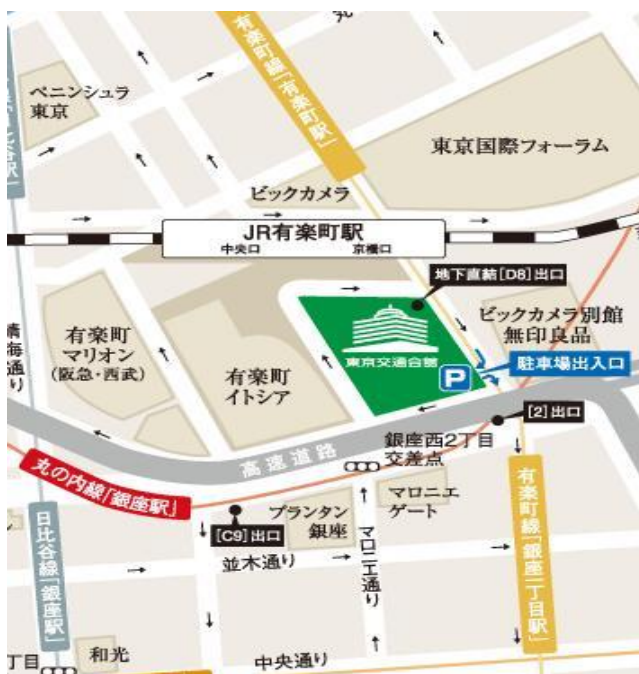 有楽町線「有楽町駅」
ペニンシュラ
東京
東京国際フォーラム
ビックカメラ
JR有楽町駅
中央口
京橋口
地下直結[D8]出口
ビックカメラ別館
無印良品
東京交通会館
P
駐車場出入口
有楽町
マリオン
(阪急・西武)
有楽町
イトシア
晴海通り
[2]出口
高速道路
銀座西2丁目
交差点
丸の内線「銀座駅」
マロニエ
ゲート
プランタン
銀座
[C9]出口
並木通り
マロニエ通り
有楽町線「銀座一丁目駅」
日比谷線「銀座駅」
和光
丁目
中央通り